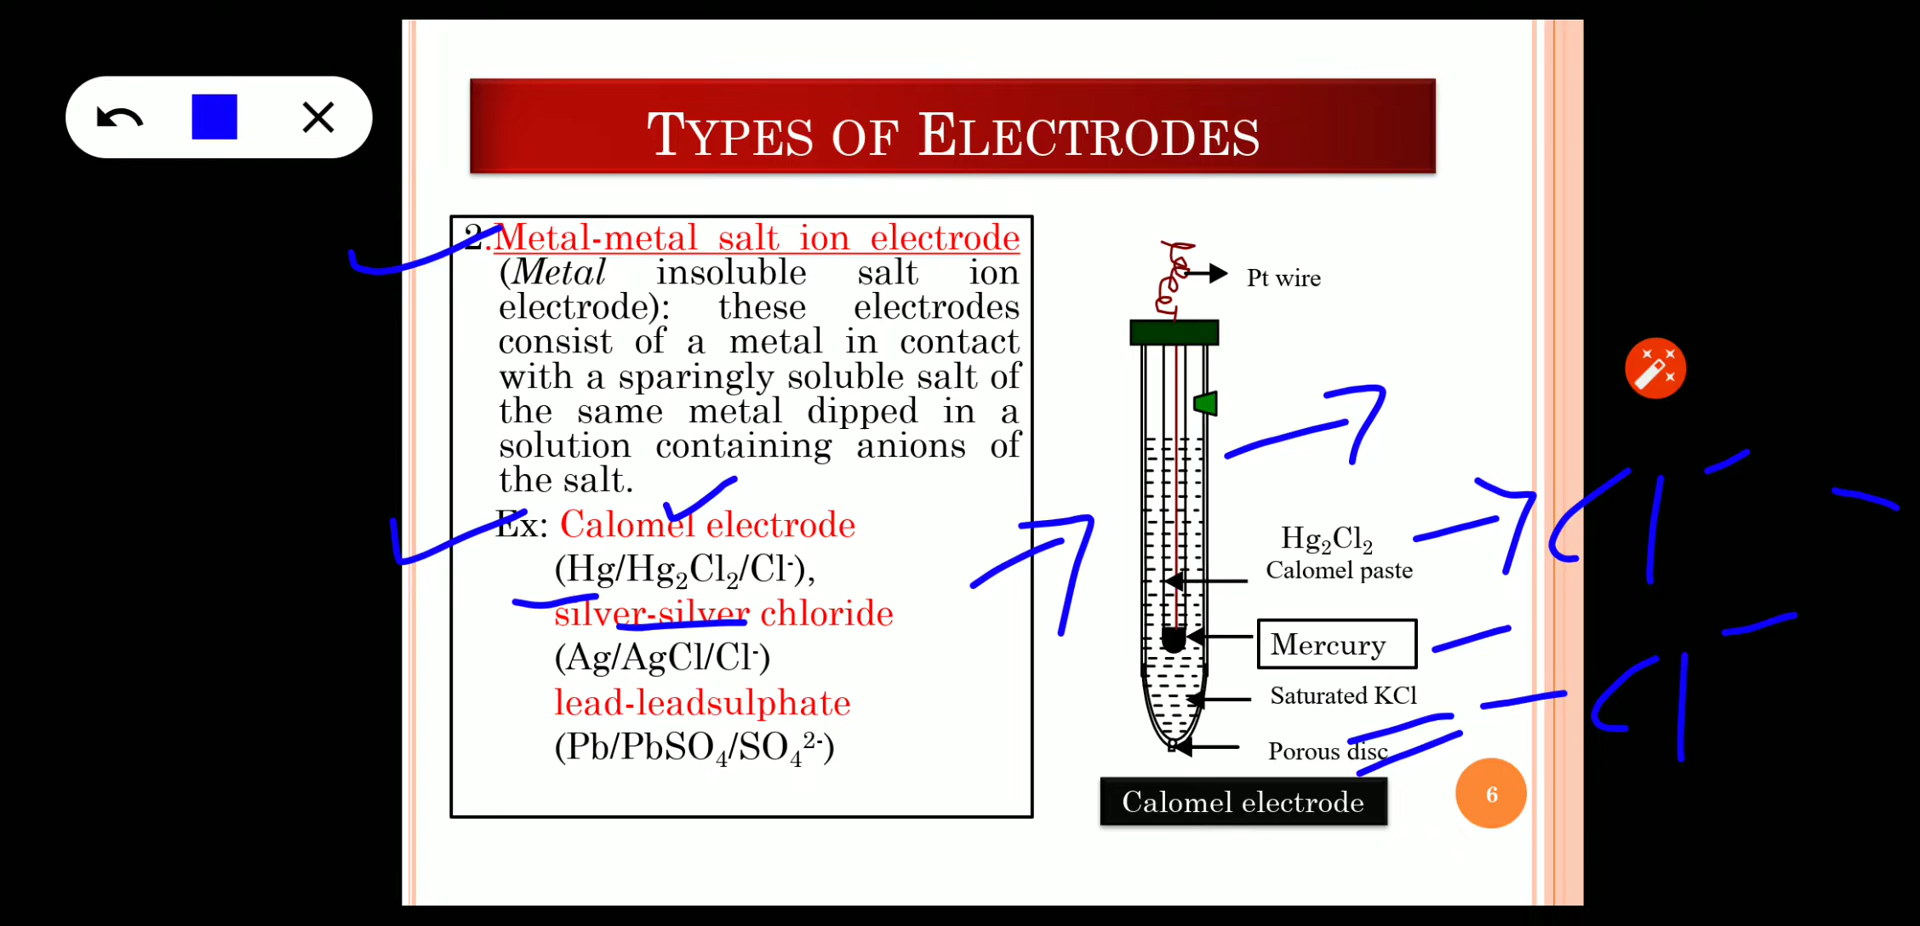 TYPES OF ELECTRODES
2.Metal-metal salt ion electrode
(Metal insoluble salt ion
electrode): these electrodes
consist of a metal in contact
with a sparingly soluble salt of
the same metal dipped in a
solution containing anions of
the salt.
Ex: Calomel electrode
(Hg/Hg₂Cl₂/Cl⁻),
silver-silver chloride
(Ag/AgCl/Cl⁻)
lead-leadsulphate
(Pb/PbSO₄/SO₄²⁻)
Pt wire
Hg₂Cl₂
Calomel paste
Mercury
Saturated KCl
Porous disc
Calomel electrode
6